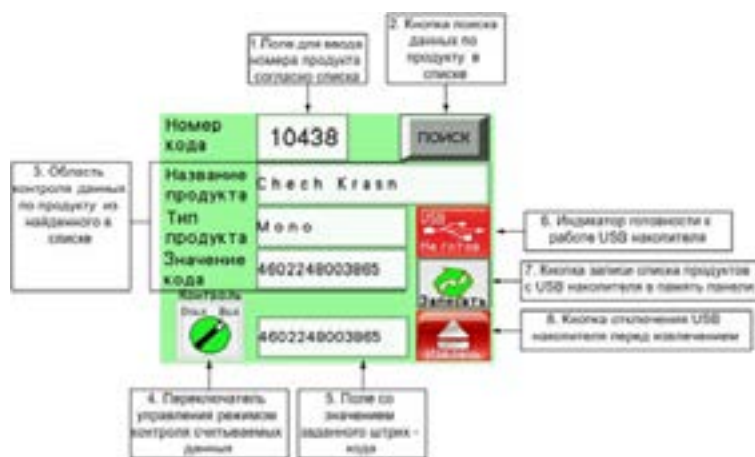 1.Поле для ввода
номера продукта
согласно списка
2. Кнопка поиска
данных по
продукту в
списке
Номер
кода
10438
ПОИСК
3. Область
контроля данных
по продукту из
найденного в
списке
Название
продукта
Chech Krasn
Тип
продукта
Mono
Значение
кода
4602248003865
USB
Не готов
6. Индикатор готовности к
работе USB накопителя
Записать
7. Кнопка записи списка продуктов
с USB накопителя в память панели
Контроль
Откл Вкл
4602248003865
Извлечь
8. Кнопка отключения USB
накопителя перед извлечением
4. Переключатель
управления режимом
контроля считываемых
данных
5. Поле со
значением
заданного штрих -
кода